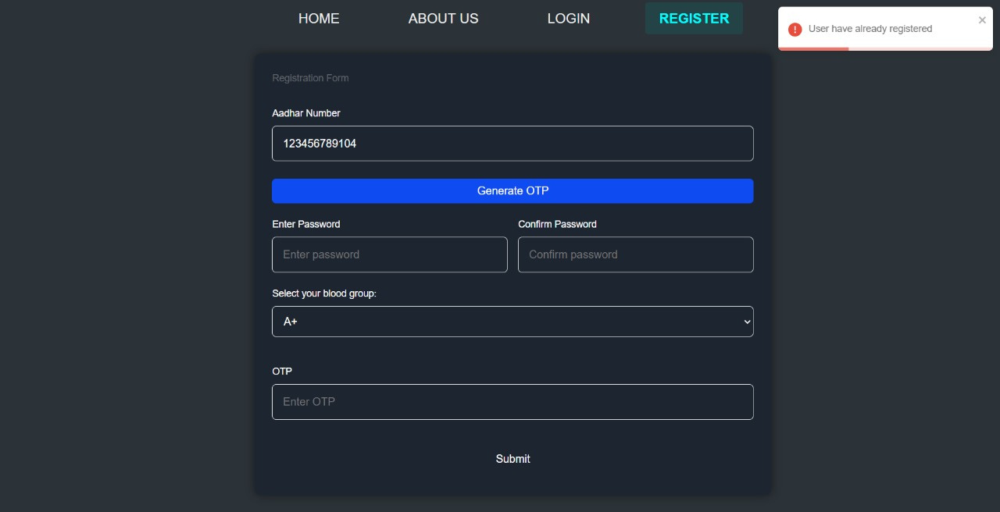 HOME ABOUT US LOGIN REGISTER
User have already registered
Registration Form
Aadhar Number
123456789104
Generate OTP
Enter Password Confirm Password
Enter password Confirm password
Select your blood group:
A+
OTP
Enter OTP
Submit